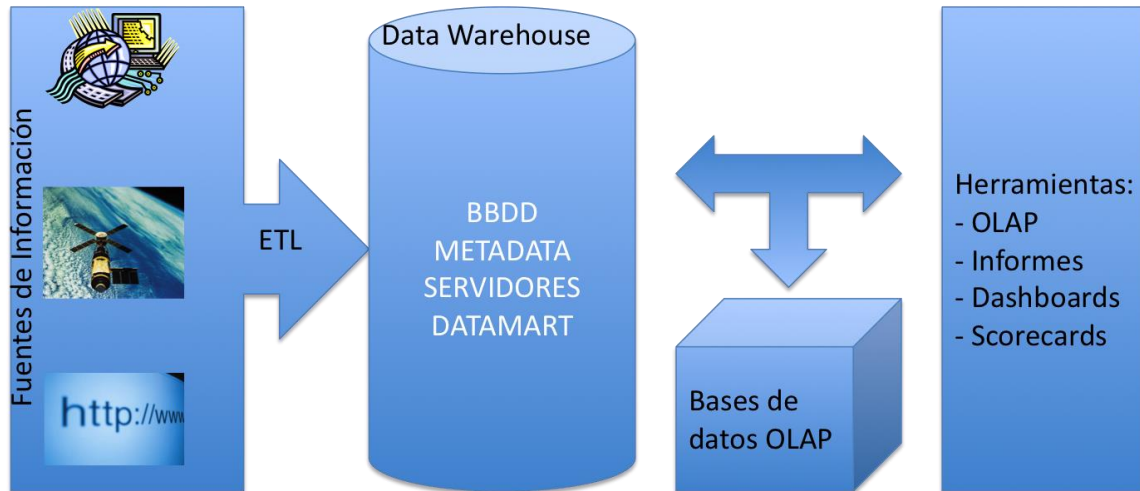 Fuentes de Información
http://www
ETL
Data Warehouse
BBDD
METADATA
SERVIDORES
DATAMART
Bases de
datos OLAP
Herramientas:
- OLAP
- Informes
- Dashboards
- Scorecards